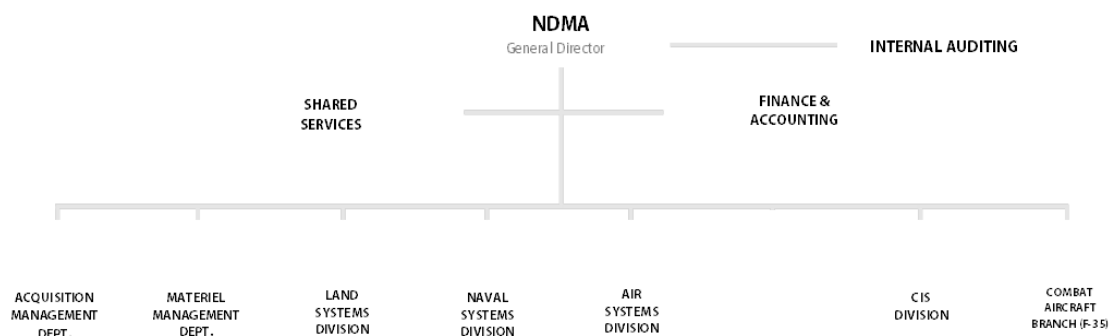 NDMA
General Director
INTERNAL AUDITING
SHARED
SERVICES
FINANCE &
ACCOUNTING
ACQUISITION
MANAGEMENT
DEPT.
MATERIEL
MANAGEMENT
DEPT.
LAND
SYSTEMS
DIVISION
NAVAL
SYSTEMS
DIVISION
AIR
SYSTEMS
DIVISION
CIS
DIVISION
COMBAT
AIRCRAFT
BRANCH (F-35)